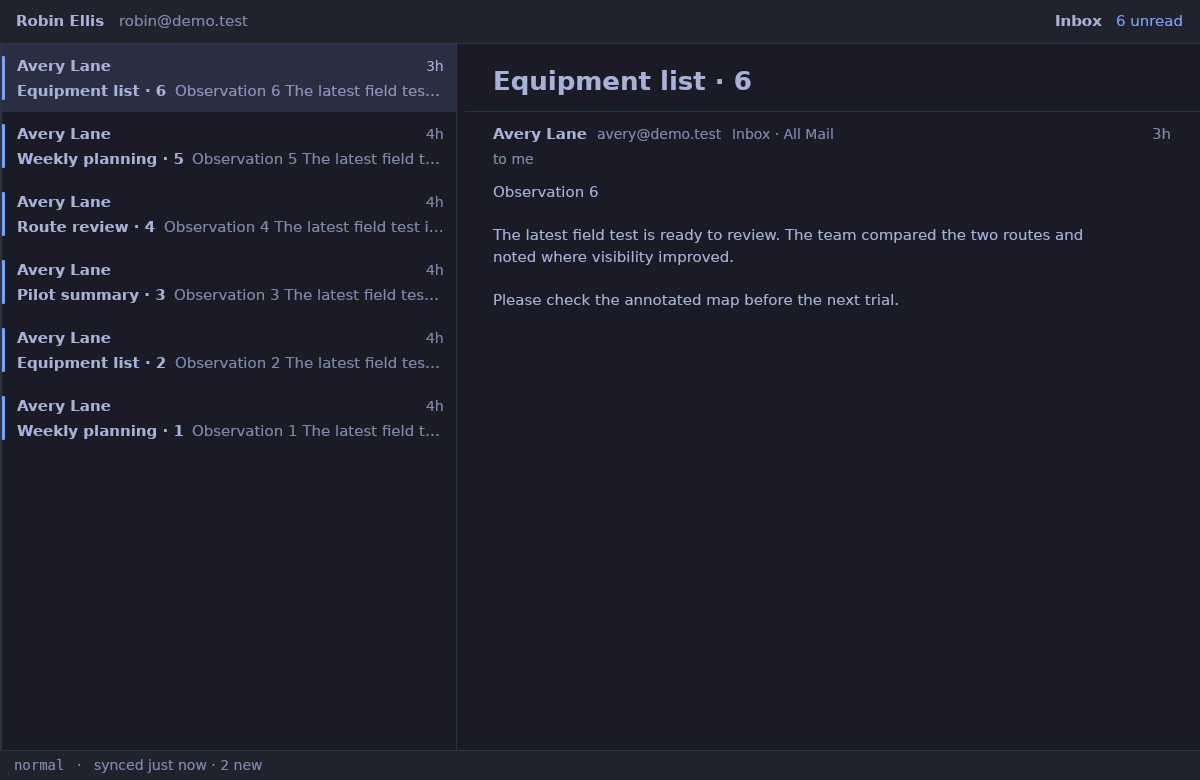 Robin Ellis robin@demo.test Inbox 6 unread
Avery Lane 3h
Equipment list · 6 Observation 6 The latest field tes…
Avery Lane 4h
Weekly planning · 5 Observation 5 The latest field t…
Avery Lane 4h
Route review · 4 Observation 4 The latest field test i…
Avery Lane 4h
Pilot summary · 3 Observation 3 The latest field tes…
Avery Lane 4h
Equipment list · 2 Observation 2 The latest field tes…
Avery Lane 4h
Weekly planning · 1 Observation 1 The latest field t…
Equipment list · 6
Avery Lane avery@demo.test Inbox · All Mail 3h
to me
Observation 6
The latest field test is ready to review. The team compared the two routes and
noted where visibility improved.
Please check the annotated map before the next trial.
normal · synced just now · 2 new